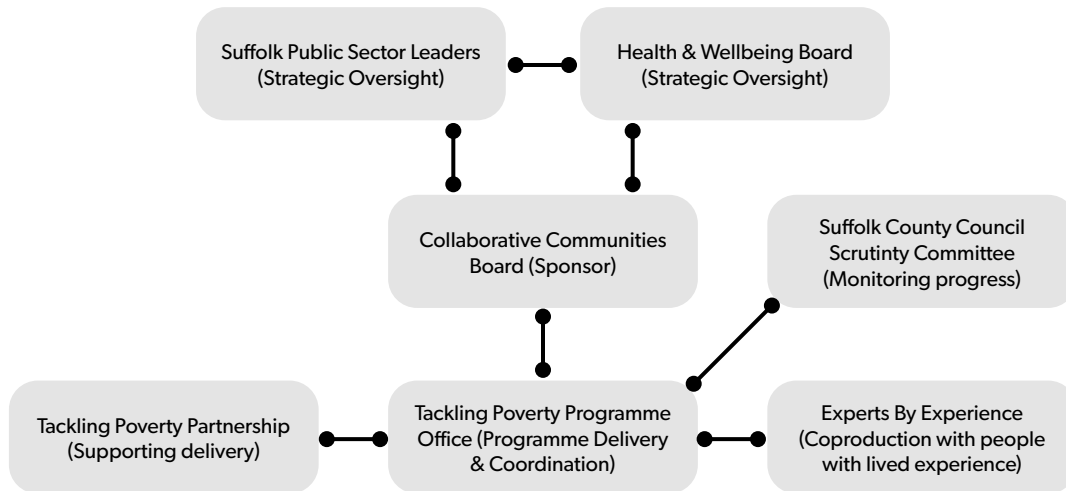 Suffolk Public Sector Leaders
(Strategic Oversight)
Health & Wellbeing Board
(Strategic Oversight)
Collaborative Communities
Board (Sponsor)
Suffolk County Council
Scrutinty Committee
(Monitoring progress)
Tackling Poverty Partnership
(Supporting delivery)
Tackling Poverty Programme
Office (Programme Delivery
& Coordination)
Experts By Experience
(Coproduction with people
with lived experience)